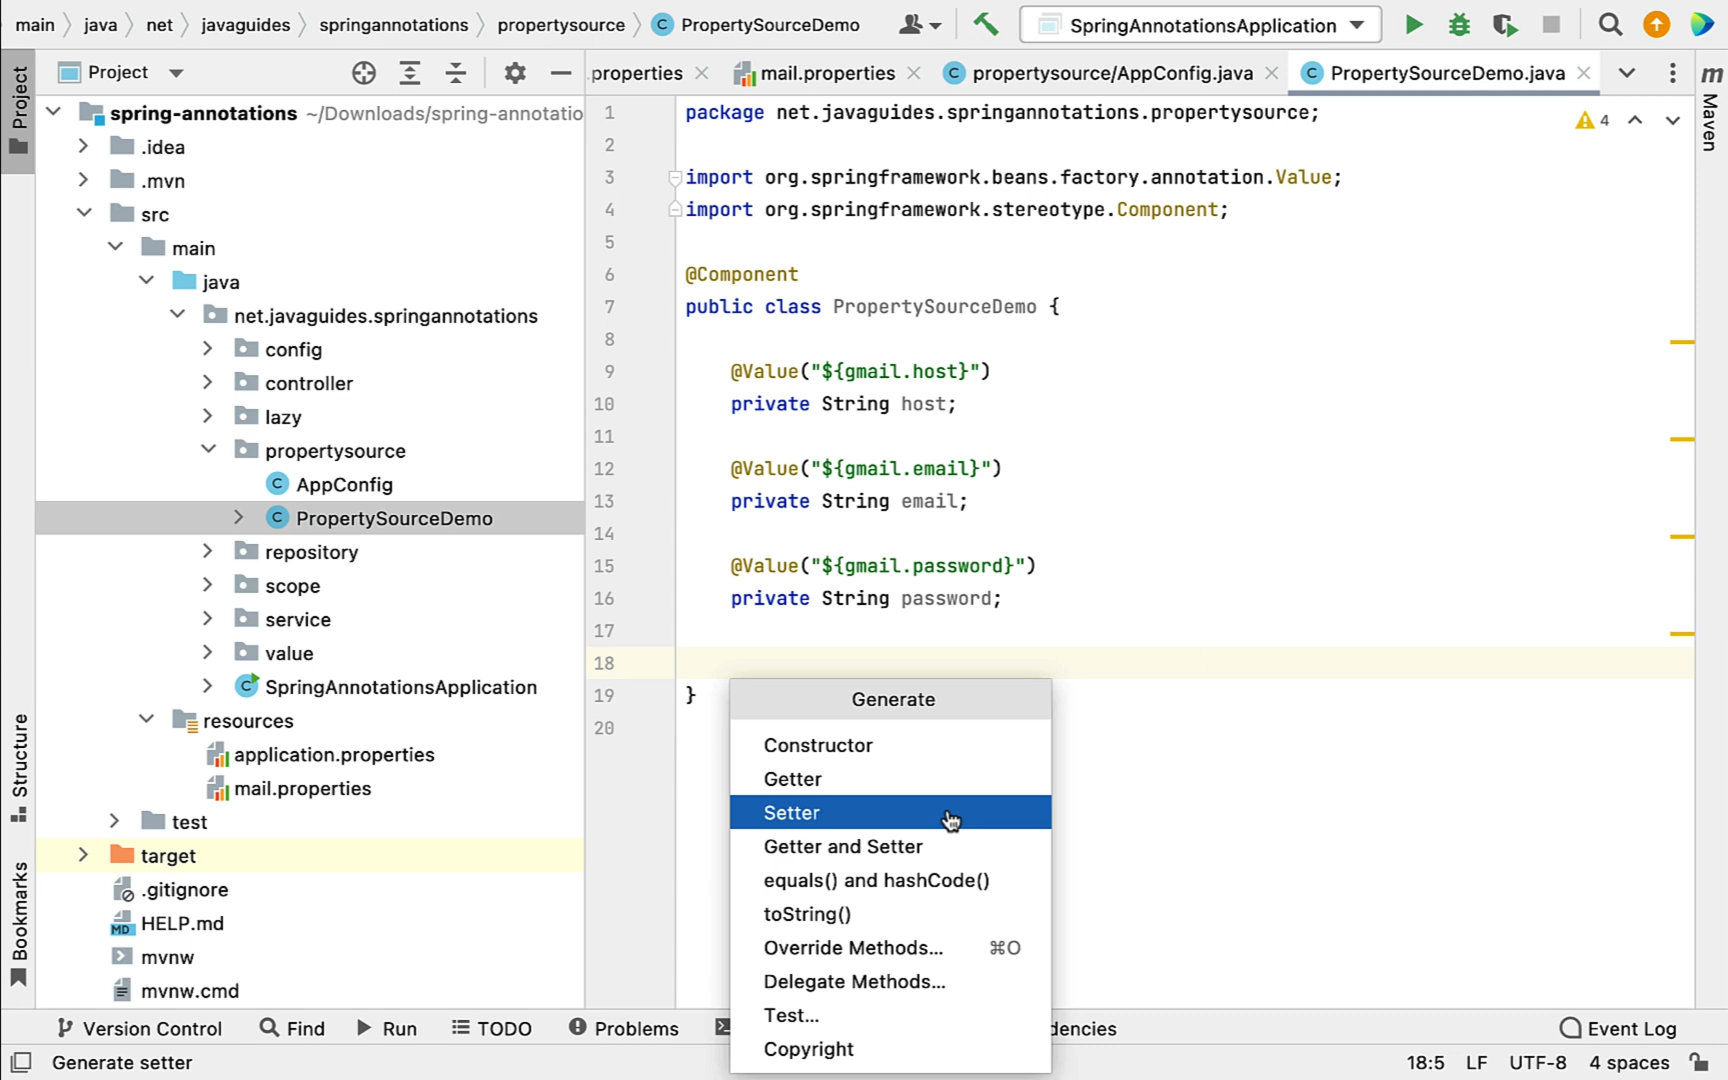 main java net javaguides springannotations propertysource PropertySourceDemo SpringAnnotationsApplication
Project
properties mail.properties propertysource/AppConfig.java PropertySourceDemo.java
Project
Maven
Structure
Bookmarks
spring-annotations ~/Downloads/spring-annotatio
.idea
.mvn
src
main
java
net.javaguides.springannotations
config
controller
lazy
propertysource
AppConfig
PropertySourceDemo
repository
scope
service
value
SpringAnnotationsApplication
resources
application.properties
mail.properties
test
target
.gitignore
HELP.md
mvnw
mvnw.cmd
4
1 package net.javaguides.springannotations.propertysource;
2
3 import org.springframework.beans.factory.annotation.Value;
4 import org.springframework.stereotype.Component;
5
6 @Component
7 public class PropertySourceDemo {
8
9 @Value("${gmail.host}")
10 private String host;
11
12 @Value("${gmail.email}")
13 private String email;
14
15 @Value("${gmail.password}")
16 private String password;
17
18
19 }
20
Generate
Constructor
Getter
Setter
Getter and Setter
equals() and hashCode()
toString()
Override Methods... ⌘O
Delegate Methods...
Test...
Copyright
Version Control Find Run TODO Problems dencies Event Log
Generate setter 18:5 LF UTF-8 4 spaces